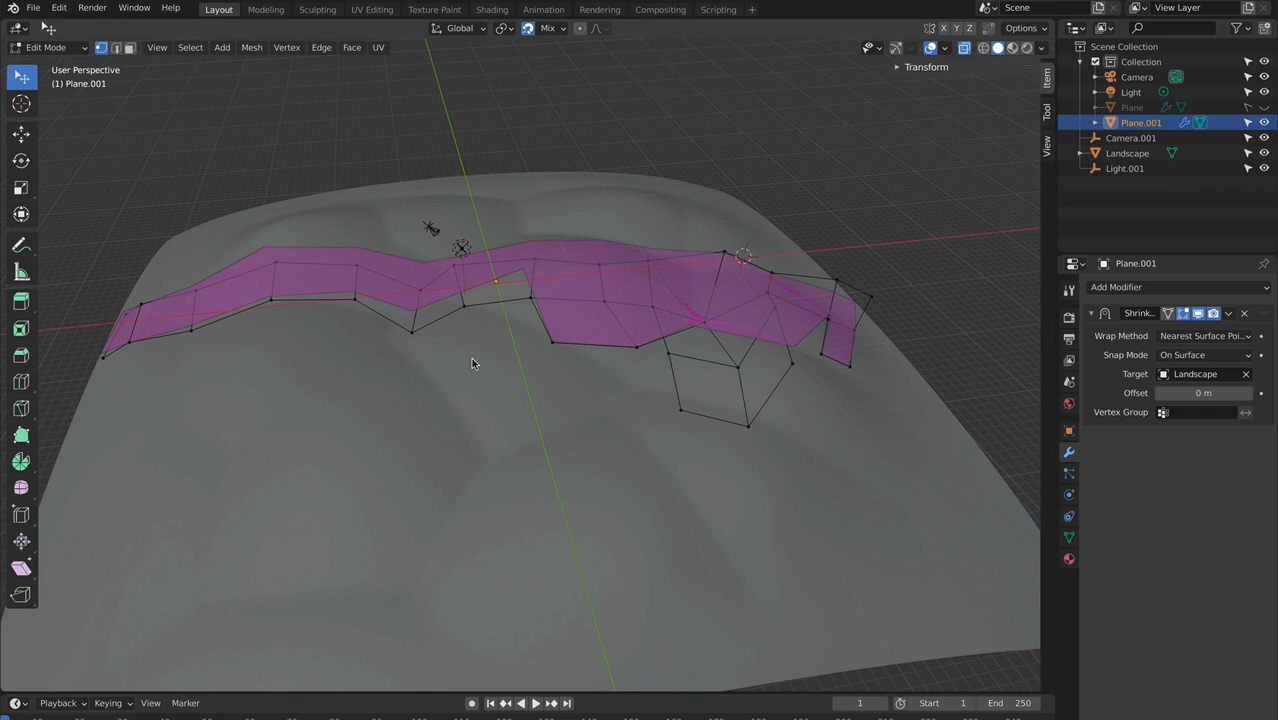 File Edit Render Window Help Layout Modeling Sculpting UV Editing Texture Paint Shading Animation Rendering Compositing Scripting + Scene View Layer
Global Mix X Y Z Options
Edit Mode View Select Add Mesh Vertex Edge Face UV
User Perspective
(1) Plane.001
Transform
Item
Tool
View
Scene Collection
Collection
Camera
Light
Plane
Plane.001
Camera.001
Landscape
Light.001
Plane.001
Add Modifier
Shrink...
Wrap Method Nearest Surface Poi...
Snap Mode On Surface
Target Landscape
Offset 0 m
Vertex Group
Playback Keying View Marker 1 Start 1 End 250